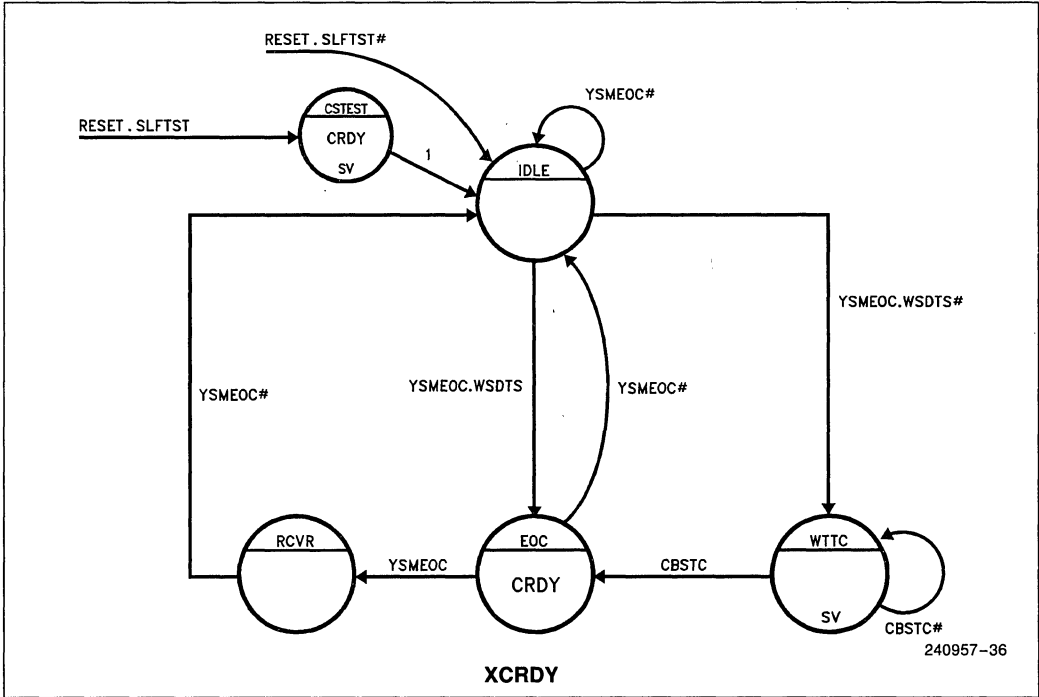 RESET.SLFTST#
YSMEOC#
CSTEST
RESET.SLFTST
CRDY
1
SV
IDLE
YSMEOC.WSDTS#
YSMEOC.WSDTS
YSMEOC#
YSMEOC#
RCVR
EOC
WTTC
YSMEOC
CBSTC
CRDY
SV
CBSTC#
240957-36
XCRDY